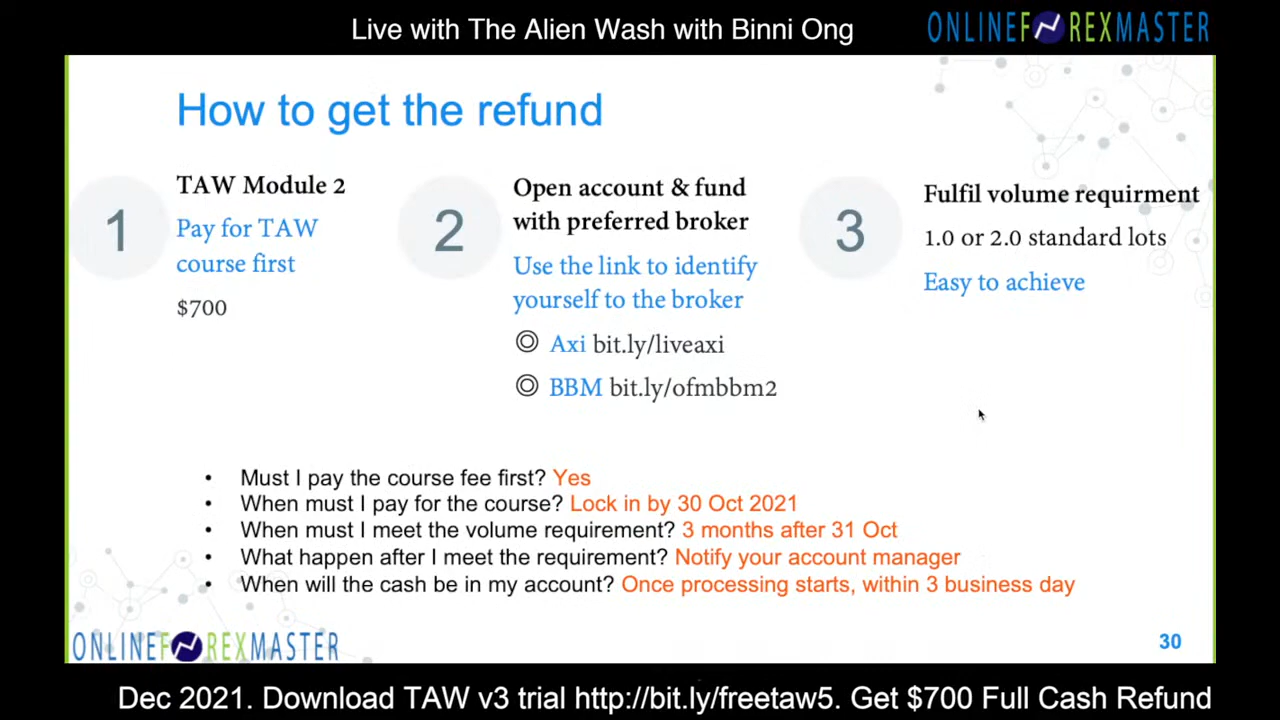 Live with The Alien Wash with Binni Ong
ONLINEFOREXMASTER
How to get the refund
1
TAW Module 2
Pay for TAW
course first
$700
2
Open account & fund
with preferred broker
Use the link to identify
yourself to the broker
Axi bit.ly/liveaxi
BBM bit.ly/ofmbbm2
3
Fulfil volume requirment
1.0 or 2.0 standard lots
Easy to achieve
• Must I pay the course fee first? Yes
• When must I pay for the course? Lock in by 30 Oct 2021
• When must I meet the volume requirement? 3 months after 31 Oct
• What happen after I meet the requirement? Notify your account manager
• When will the cash be in my account? Once processing starts, within 3 business day
ONLINEFOREXMASTER
30
Dec 2021. Download TAW v3 trial http://bit.ly/freetaw5. Get $700 Full Cash Refund